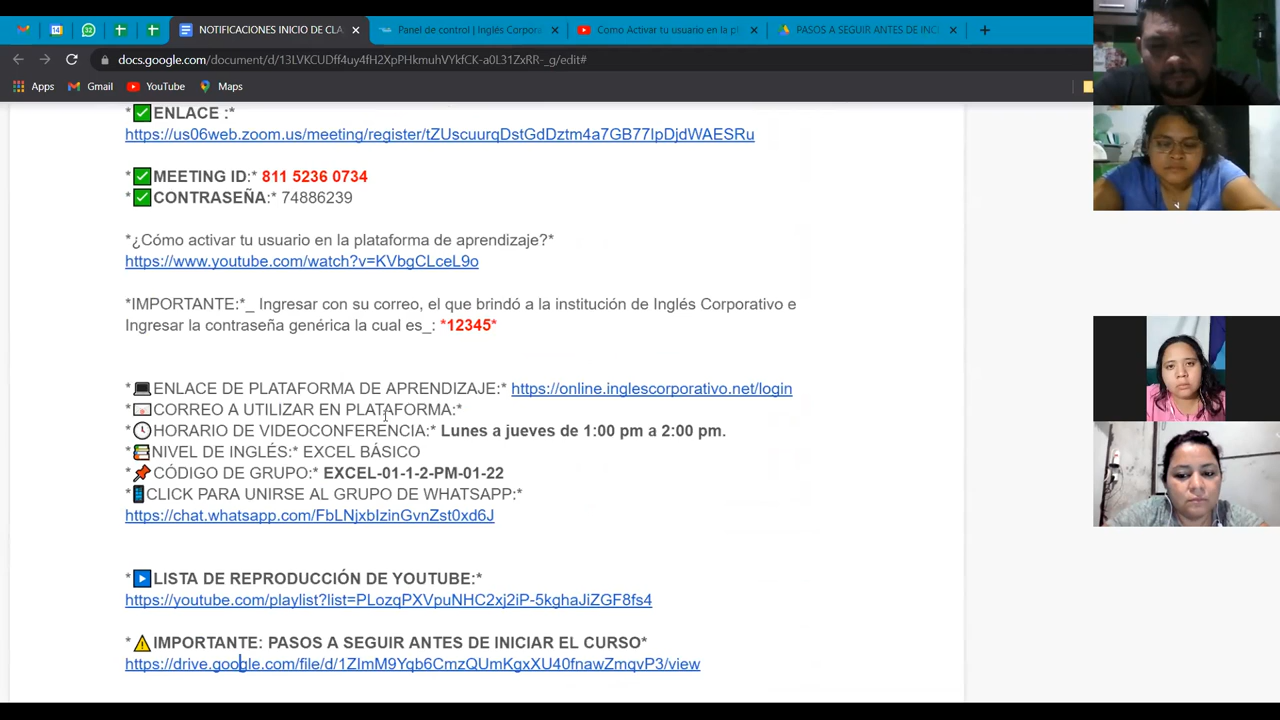 NOTIFICACIONES INICIO DE CLA
Panel de control | Inglés Corpora
Como Activar tu usuario en la pl
PASOS A SEGUIR ANTES DE INIC
docs.google.com/document/d/13LVKCUDff4uy4fH2XpPHkmuhVYkfCK-a0L31ZxRR-_g/edit#
Apps Gmail YouTube Maps
*✅ENLACE :*
https://us06web.zoom.us/meeting/register/tZUscuurqDstGdDztm4a7GB77IpDjdWAESRu
*✅MEETING ID:* 811 5236 0734
*✅CONTRASEÑA:* 74886239
*¿Cómo activar tu usuario en la plataforma de aprendizaje?*
https://www.youtube.com/watch?v=KVbgCLceL9o
*IMPORTANTE:*_ Ingresar con su correo, el que brindó a la institución de Inglés Corporativo e
Ingresar la contraseña genérica la cual es_: *12345*
*💻ENLACE DE PLATAFORMA DE APRENDIZAJE:* https://online.inglescorporativo.net/login
*📧CORREO A UTILIZAR EN PLATAFORMA:*
*🕓HORARIO DE VIDEOCONFERENCIA:* Lunes a jueves de 1:00 pm a 2:00 pm.
*📚NIVEL DE INGLÉS:* EXCEL BÁSICO
*📌CÓDIGO DE GRUPO:* EXCEL-01-1-2-PM-01-22
*📱CLICK PARA UNIRSE AL GRUPO DE WHATSAPP:*
https://chat.whatsapp.com/FbLNjxbIzinGvnZst0xd6J
*▶️LISTA DE REPRODUCCIÓN DE YOUTUBE:*
https://youtube.com/playlist?list=PLozqPXVpuNHC2xj2iP-5kghaJiZGF8fs4
*⚠️IMPORTANTE: PASOS A SEGUIR ANTES DE INICIAR EL CURSO*
https://drive.google.com/file/d/1ZImM9Yqb6CmzQUmKgxXU40fnawZmqvP3/view